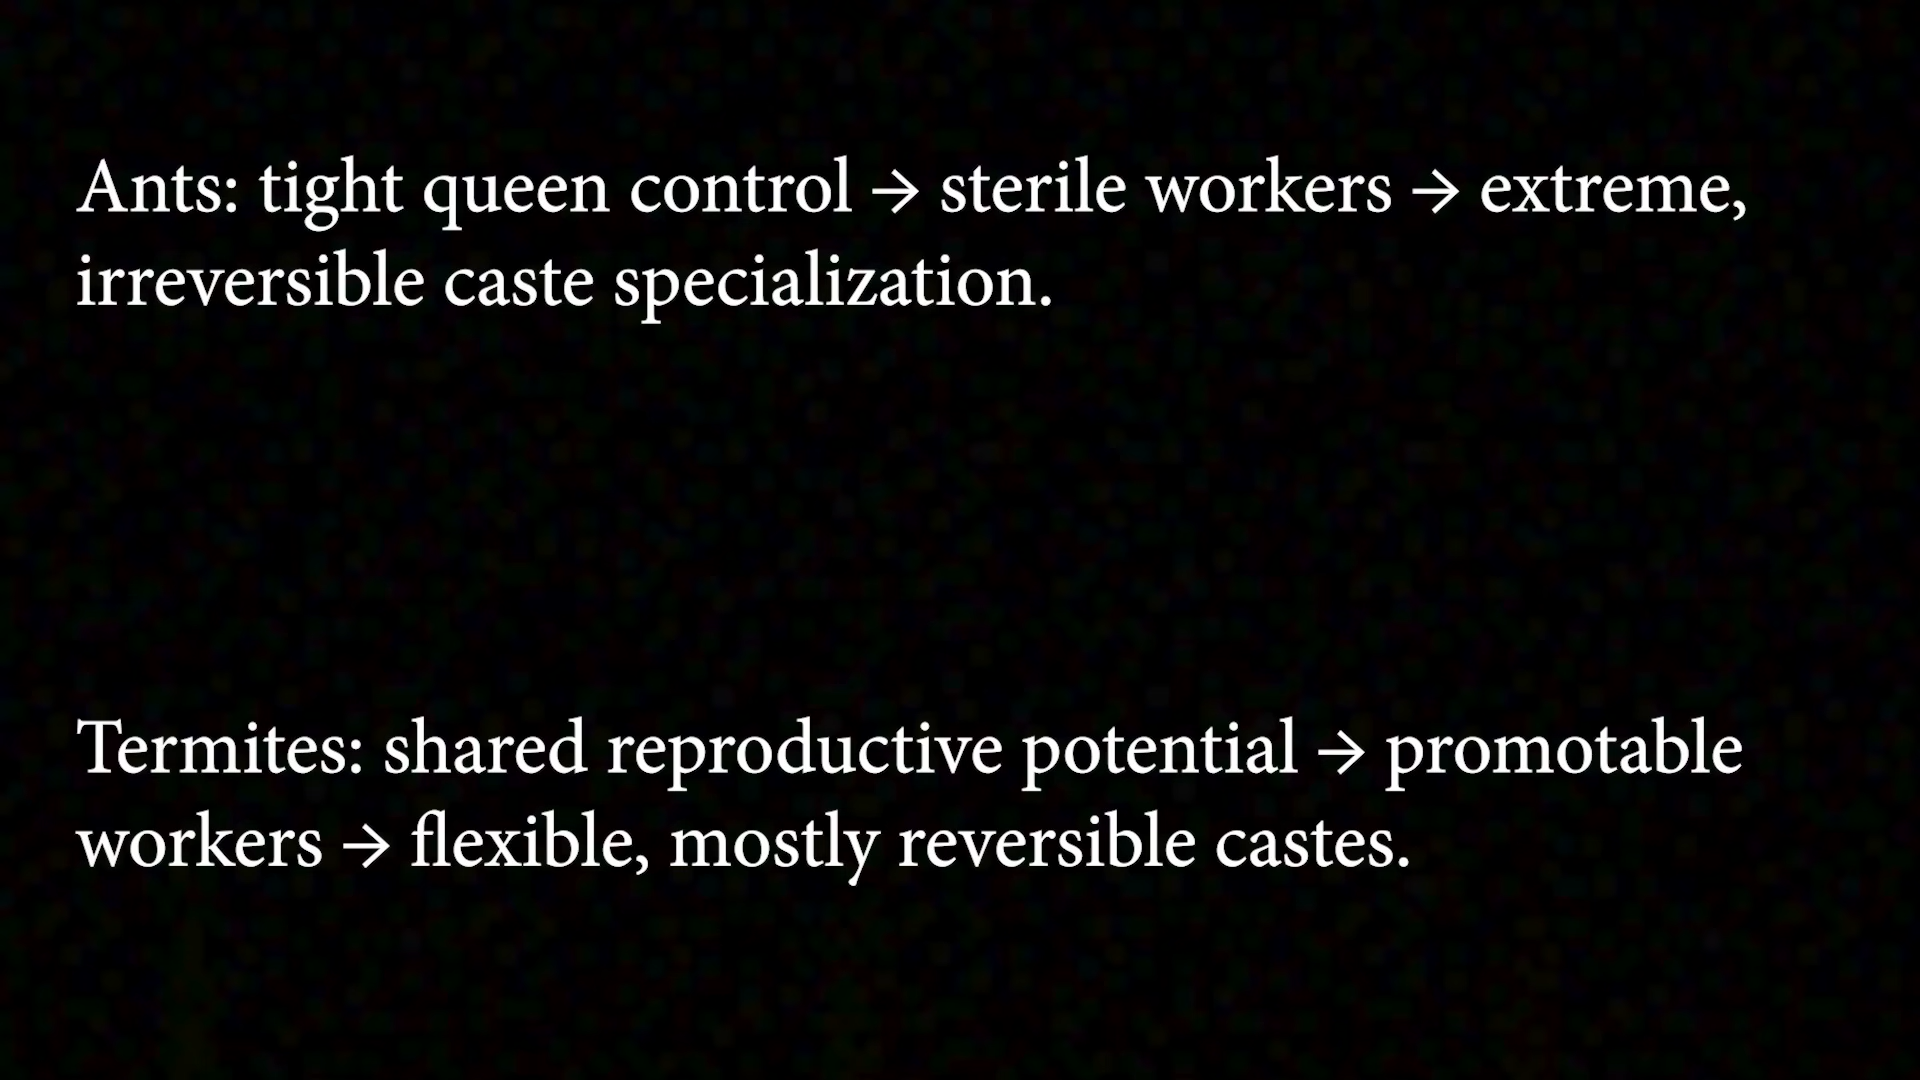 Ants: tight queen control → sterile workers → extreme,
irreversible caste specialization.
Termites: shared reproductive potential → promotable
workers → flexible, mostly reversible castes.